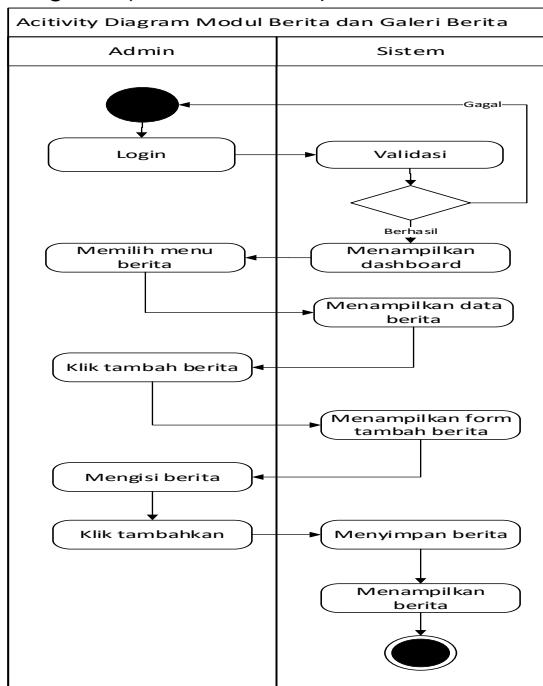 Acitivity Diagram Modul Berita dan Galeri Berita
Admin
Sistem
Gagal
Login
Validasi
Berhasil
Memilih menu
berita
Menampilkan
dashboard
Menampilkan data
berita
Klik tambah berita
Menampilkan form
tambah berita
Mengisi berita
Klik tambahkan
Menyimpan berita
Menampilkan
berita